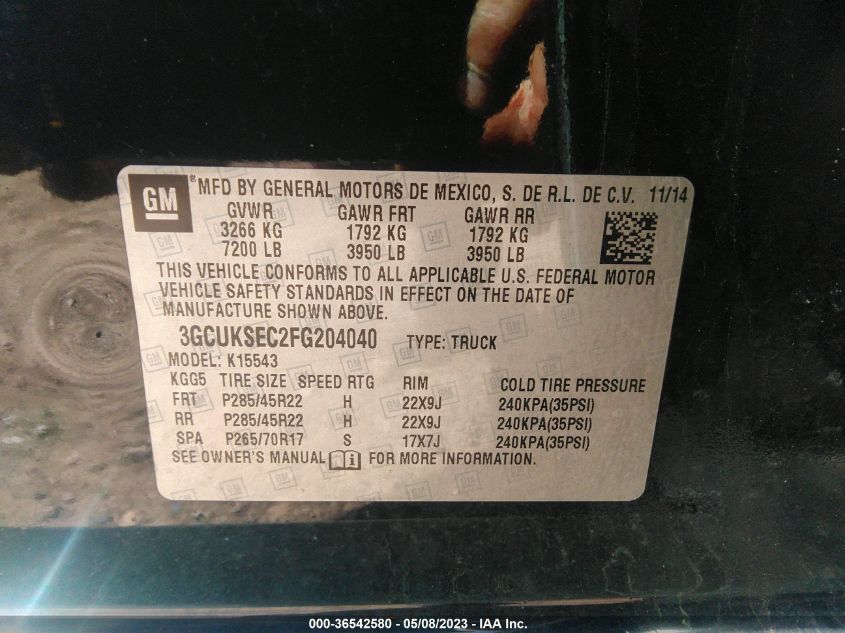 GM ® MFD BY GENERAL MOTORS DE MEXICO, S. DE R.L. DE C.V. 11/14
GVWR GAWR FRT GAWR RR
3266 KG 1792 KG 1792 KG
7200 LB 3950 LB 3950 LB
THIS VEHICLE CONFORMS TO ALL APPLICABLE U.S. FEDERAL MOTOR
VEHICLE SAFETY STANDARDS IN EFFECT ON THE DATE OF
MANUFACTURE SHOWN ABOVE.
3GCUKSEC2FG204040 TYPE: TRUCK
MODEL: K15543
KGG5 TIRE SIZE SPEED RTG RIM COLD TIRE PRESSURE
FRT P285/45R22 H 22X9J 240KPA(35PSI)
RR P285/45R22 H 22X9J 240KPA(35PSI)
SPA P265/70R17 S 17X7J 240KPA(35PSI)
SEE OWNER'S MANUAL FOR MORE INFORMATION.
000-36542580 - 05/08/2023 - IAA Inc.